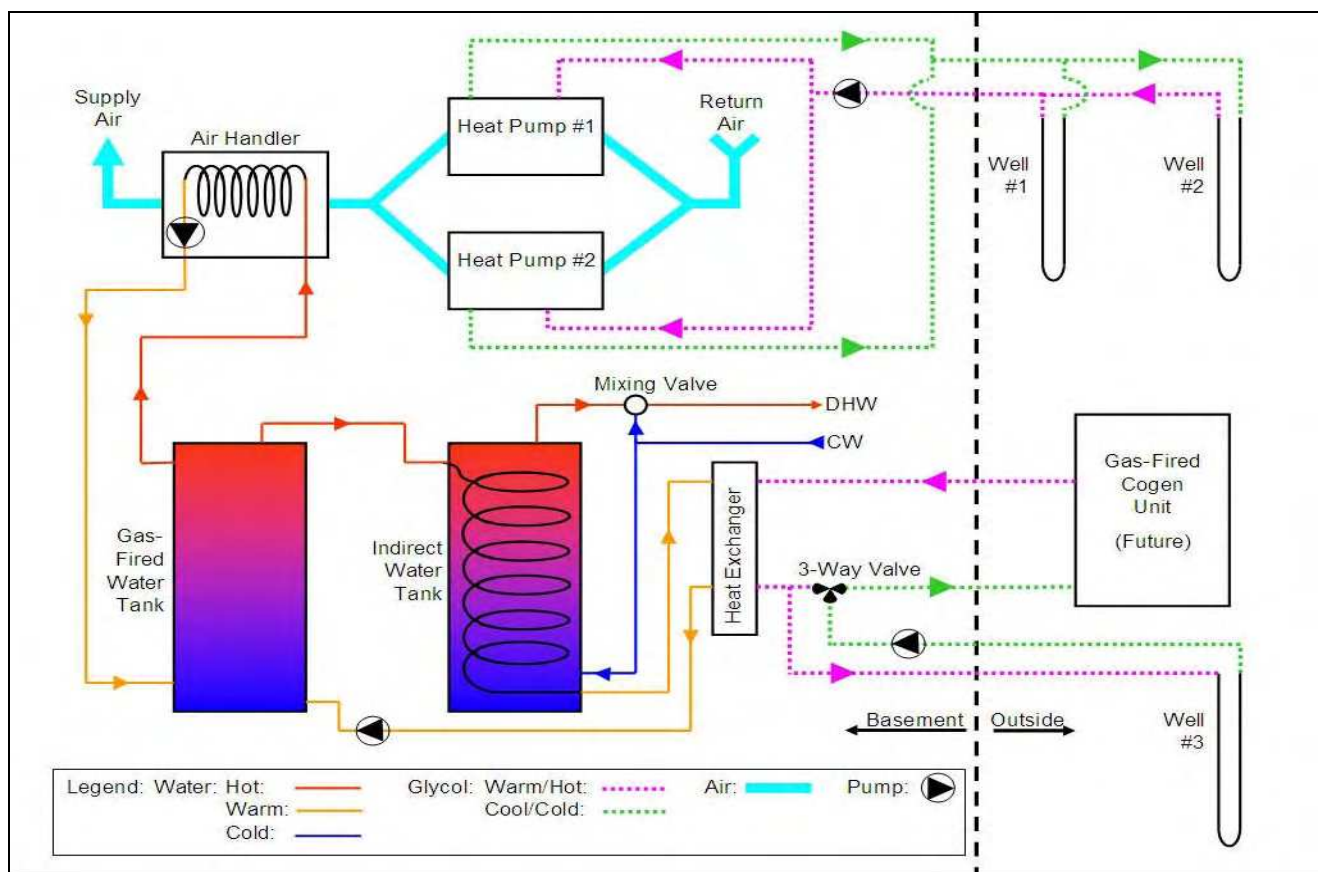 Supply
Air
Air Handler
Heat Pump #1
Return
Air
Heat Pump #2
Well
#1
Well
#2
Mixing Valve
DHW
CW
Gas-
Fired
Water
Tank
Indirect
Water
Tank
Heat Exchanger
3-Way Valve
Gas-Fired
Cogen
Unit
(Future)
Basement
Outside
Well
#3
Legend: Water: Hot: Glycol: Warm/Hot: Air: Pump:
Warm: Cool/Cold:
Cold: